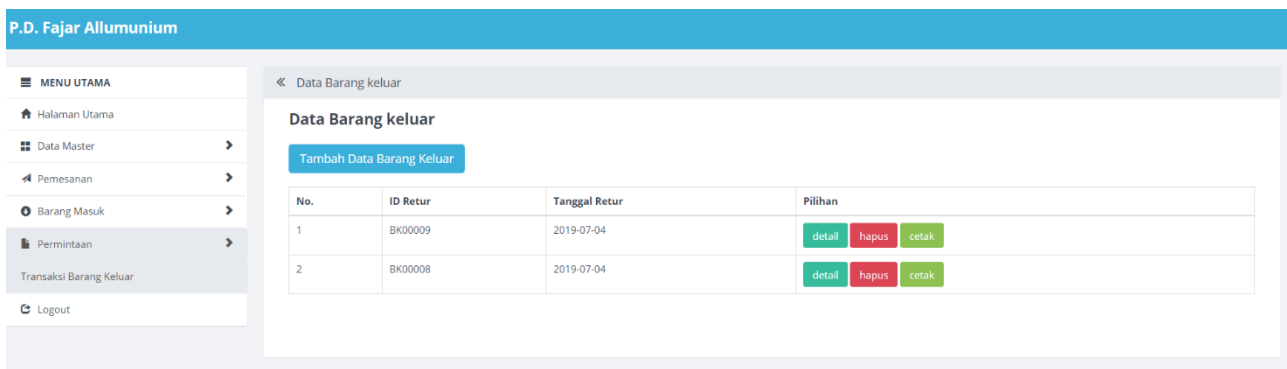 P.D. Fajar Allumunium
MENU UTAMA
Halaman Utama
Data Master
Pemesanan
Barang Masuk
Permintaan
Transaksi Barang Keluar
Logout
Data Barang keluar
Data Barang keluar
Tambah Data Barang Keluar
No. ID Retur Tanggal Retur Pilihan
1 BK00009 2019-07-04 detail hapus cetak
2 BK00008 2019-07-04 detail hapus cetak